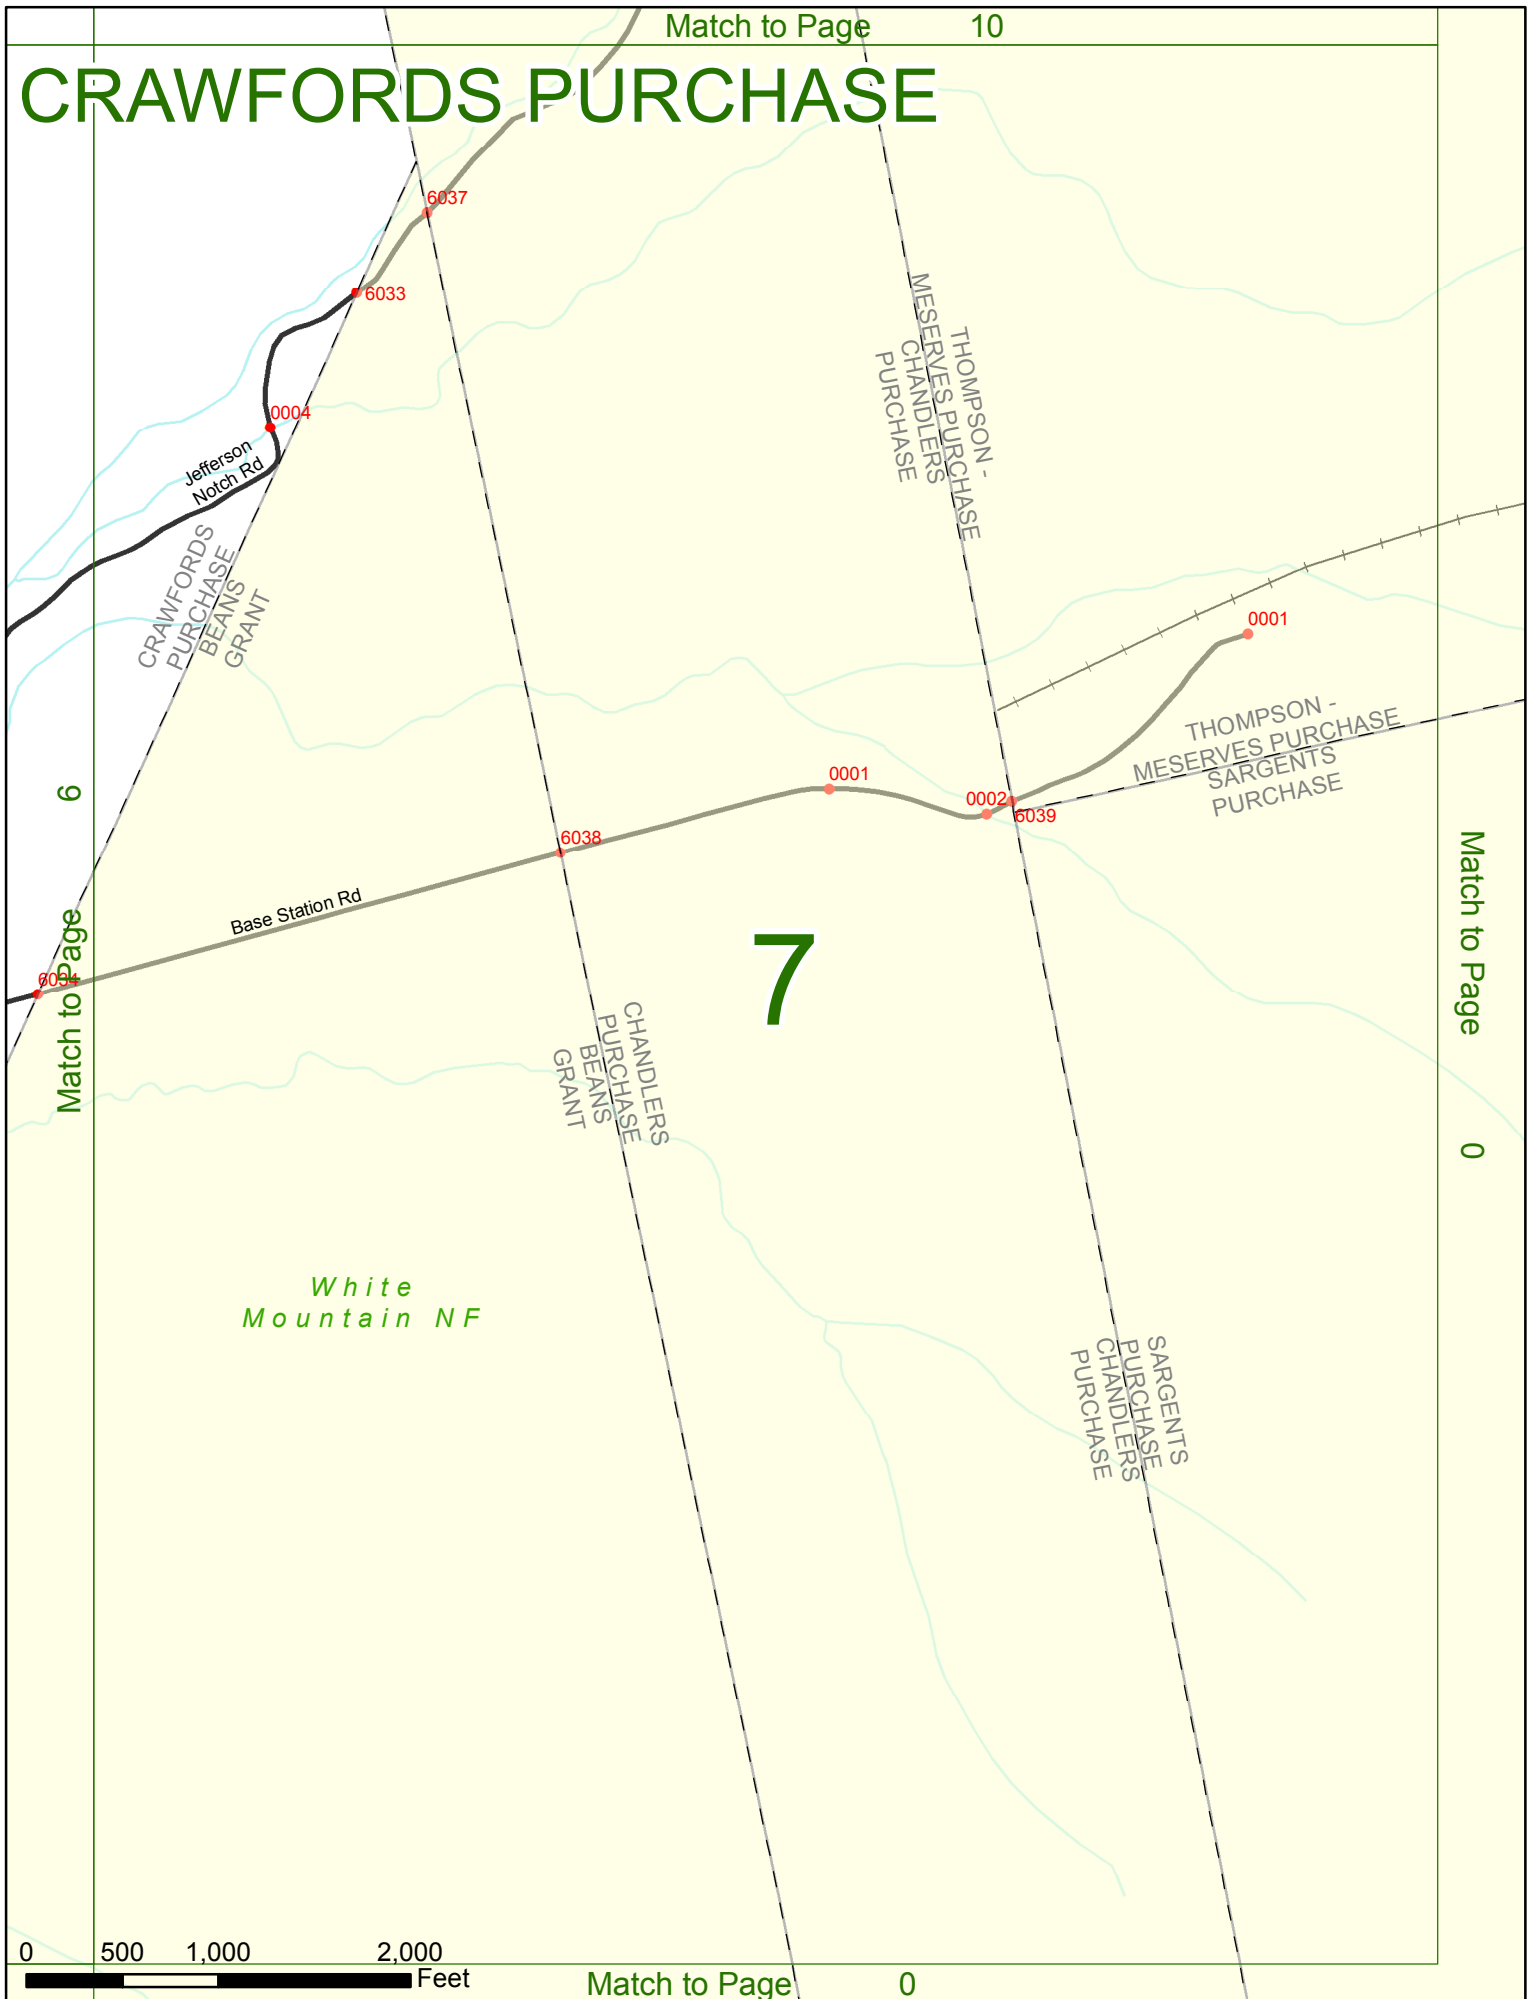 Match to Page 10
CRAWFORDS PURCHASE
6037
6033
0004
Jefferson
Notch Rd
CRAWFORDS
PURCHASE
BEANS
GRANT
THOMPSON -
MESERVES PURCHASE
CHANDLERS
PURCHASE
0001
THOMPSON -
MESERVES PURCHASE
SARGENTS
PURCHASE
0001
0002
6039
6038
Base Station Rd
6034
Match to Page 6
7
Match to Page 0
CHANDLERS
PURCHASE
BEANS
GRANT
White
Mountain NF
SARGENTS
PURCHASE
CHANDLERS
PURCHASE
0 500 1,000 2,000
Feet
Match to Page 0